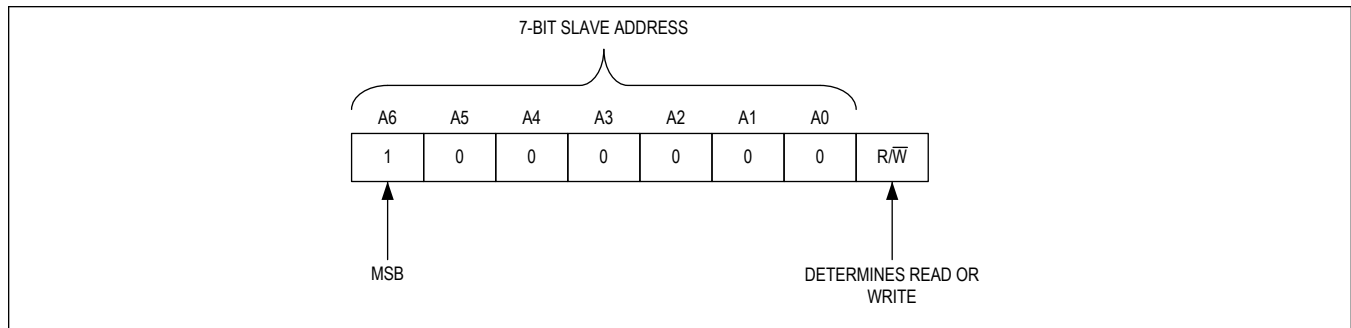 7-BIT SLAVE ADDRESS
A6 A5 A4 A3 A2 A1 A0
1 0 0 0 0 0 0 R/W̅
MSB
DETERMINES READ OR
WRITE